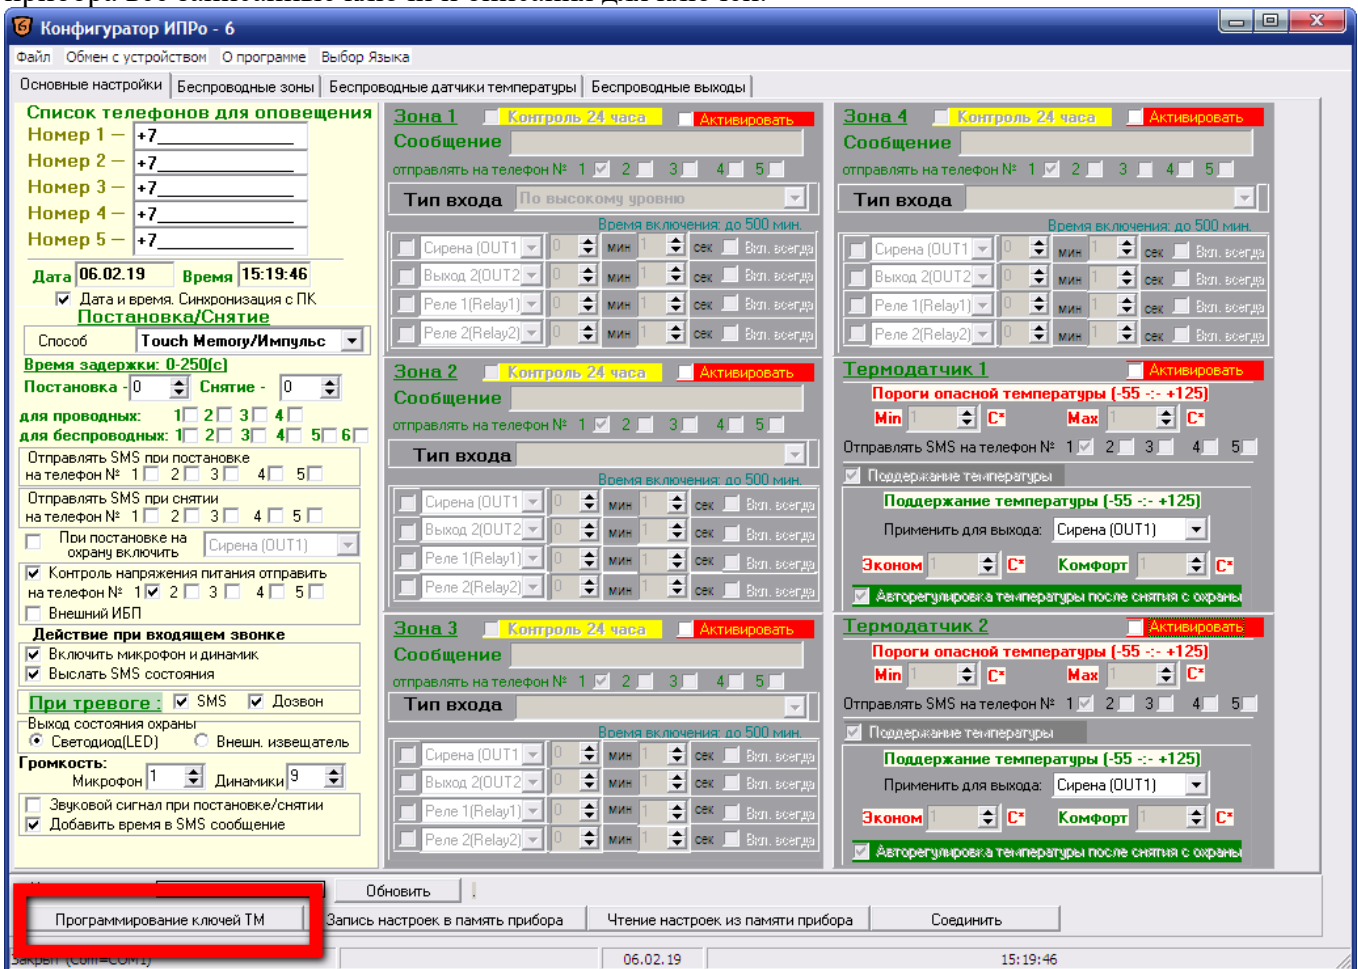 Конфигуратор ИПРо - 6
Файл Обмен с устройством О программе Выбор Языка
Основные настройки Беспроводные зоны Беспроводные датчики температуры Беспроводные выходы
Список телефонов для оповещения
Номер 1 – +7
Номер 2 – +7
Номер 3 – +7
Номер 4 – +7
Номер 5 – +7
Дата 06.02.19 Время 15:19:46
Дата и время. Синхронизация с ПК
Постановка/Снятие
Способ Touch Memory/Импульс
Время задержки: 0-250(с)
Постановка - 0 Снятие - 0
для проводных: 1 2 3 4
для беспроводных: 1 2 3 4 5 6
Отправлять SMS при постановке
на телефон № 1 2 3 4 5
Отправлять SMS при снятии
на телефон № 1 2 3 4 5
При постановке на
охрану включить Сирена (OUT1)
Контроль напряжения питания отправить
на телефон № 1 2 3 4 5
Внешний ИБП
Действие при входящем звонке
Включить микрофон и динамик
Выслать SMS состояния
При тревоге : SMS Дозвон
Выход состояния охраны
Светодиод(LED) Внешн. извещатель
Громкость:
Микрофон 1 Динамики 9
Звуковой сигнал при постановке/снятии
Добавить время в SMS сообщение
Зона 1 Контроль 24 часа Активировать
Сообщение
отправлять на телефон № 1 2 3 4 5
Тип входа По высокому уровню
Время включения: до 500 мин.
Сирена (OUT1 0 мин 1 сек Вкл. всегда
Выход 2(OUT2 0 мин 1 сек Вкл. всегда
Реле 1(Relay1) 0 мин 1 сек Вкл. всегда
Реле 2(Relay2) 0 мин 1 сек Вкл. всегда
Зона 2 Контроль 24 часа Активировать
Сообщение
отправлять на телефон № 1 2 3 4 5
Тип входа
Время включения: до 500 мин.
Сирена (OUT1 0 мин 1 сек Вкл. всегда
Выход 2(OUT2 0 мин 1 сек Вкл. всегда
Реле 1(Relay1) 0 мин 1 сек Вкл. всегда
Реле 2(Relay2) 0 мин 1 сек Вкл. всегда
Зона 3 Контроль 24 часа Активировать
Сообщение
отправлять на телефон № 1 2 3 4 5
Тип входа
Время включения: до 500 мин.
Сирена (OUT1 0 мин 1 сек Вкл. всегда
Выход 2(OUT2 0 мин 1 сек Вкл. всегда
Реле 1(Relay1) 0 мин 1 сек Вкл. всегда
Реле 2(Relay2) 0 мин 1 сек Вкл. всегда
Зона 4 Контроль 24 часа Активировать
Сообщение
отправлять на телефон № 1 2 3 4 5
Тип входа
Время включения: до 500 мин.
Сирена (OUT1 0 мин 1 сек Вкл. всегда
Выход 2(OUT2 0 мин 1 сек Вкл. всегда
Реле 1(Relay1) 0 мин 1 сек Вкл. всегда
Реле 2(Relay2) 0 мин 1 сек Вкл. всегда
Термодатчик 1 Активировать
Пороги опасной температуры (-55 -:- +125)
Min 1 С* Max 1 С*
Отправлять SMS на телефон № 1 2 3 4 5
Поддержание температуры
Поддержание температуры (-55 -:- +125)
Применить для выхода: Сирена (OUT1)
Эконом 1 С* Комфорт 1 С*
Авторегулировка температуры после снятия с охраны
Термодатчик 2 Активировать
Пороги опасной температуры (-55 -:- +125)
Min 1 С* Max 1 С*
Отправлять SMS на телефон № 1 2 3 4 5
Поддержание температуры
Поддержание температуры (-55 -:- +125)
Применить для выхода: Сирена (OUT1)
Эконом 1 С* Комфорт 1 С*
Авторегулировка температуры после снятия с охраны
Обновить
Программирование ключей ТМ Запись настроек в память прибора Чтение настроек из памяти прибора Соединить
06.02.19 15:19:46